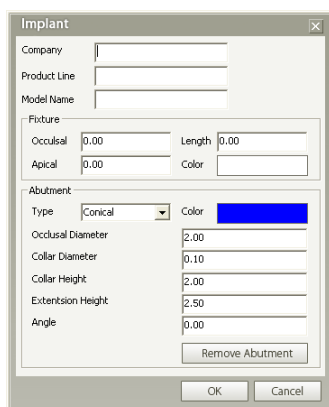 Implant
Company
Product Line
Model Name
Fixture
Occulsal 0.00 Length 0.00
Apical 0.00 Color
Abutment
Type Conical Color
Occlusal Diameter 2.00
Collar Diameter 0.10
Collar Height 2.00
Extentsion Height 2.50
Angle 0.00
Remove Abutment
OK Cancel